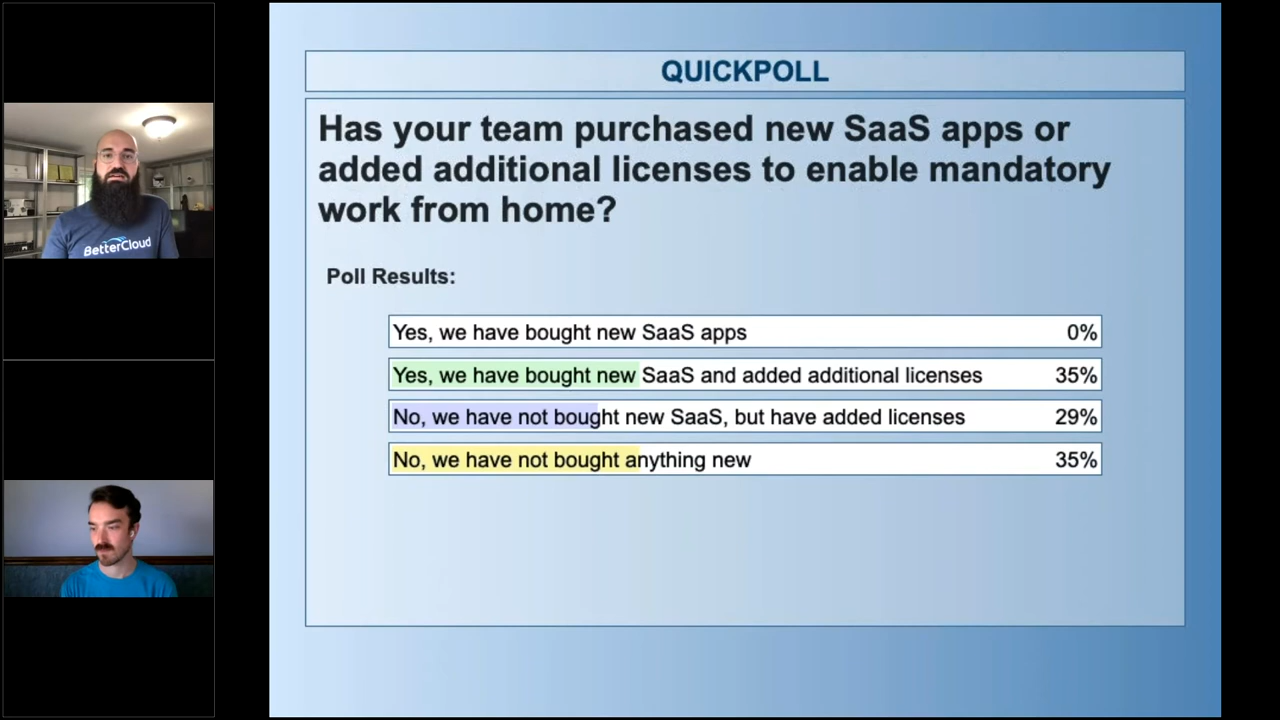 BetterCloud
QUICKPOLL
Has your team purchased new SaaS apps or
added additional licenses to enable mandatory
work from home?
Poll Results:
Yes, we have bought new SaaS apps 0%
Yes, we have bought new SaaS and added additional licenses 35%
No, we have not bought new SaaS, but have added licenses 29%
No, we have not bought anything new 35%